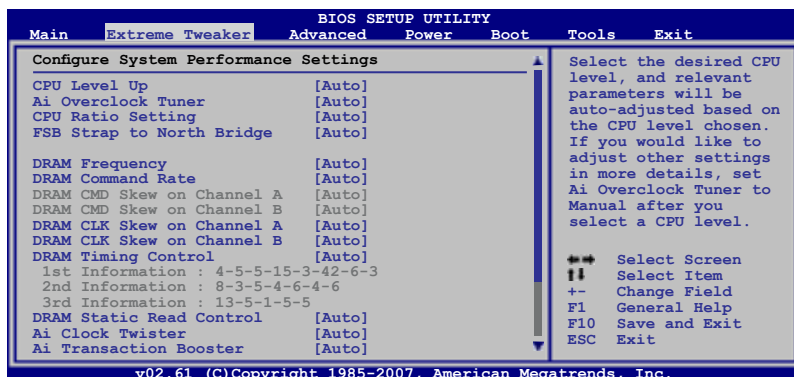 BIOS SETUP UTILITY
Main Extreme Tweaker Advanced Power Boot Tools Exit
Configure System Performance Settings
CPU Level Up [Auto]
Ai Overclock Tuner [Auto]
CPU Ratio Setting [Auto]
FSB Strap to North Bridge [Auto]
DRAM Frequency [Auto]
DRAM Command Rate [Auto]
DRAM CMD Skew on Channel A [Auto]
DRAM CMD Skew on Channel B [Auto]
DRAM CLK Skew on Channel A [Auto]
DRAM CLK Skew on Channel B [Auto]
DRAM Timing Control [Auto]
1st Information : 4-5-5-15-3-42-6-3
2nd Information : 8-3-5-4-6-4-6
3rd Information : 13-5-1-5-5
DRAM Static Read Control [Auto]
Ai Clock Twister [Auto]
Ai Transaction Booster [Auto]
Select the desired CPU
level, and relevant
parameters will be
auto-adjusted based on
the CPU level chosen.
If you would like to
adjust other settings
in more details, set
Ai Overclock Tuner to
Manual after you
select a CPU level.
←→ Select Screen
↑↓ Select Item
+- Change Field
F1 General Help
F10 Save and Exit
ESC Exit
v02.61 (C)Copyright 1985-2007, American Megatrends, Inc.